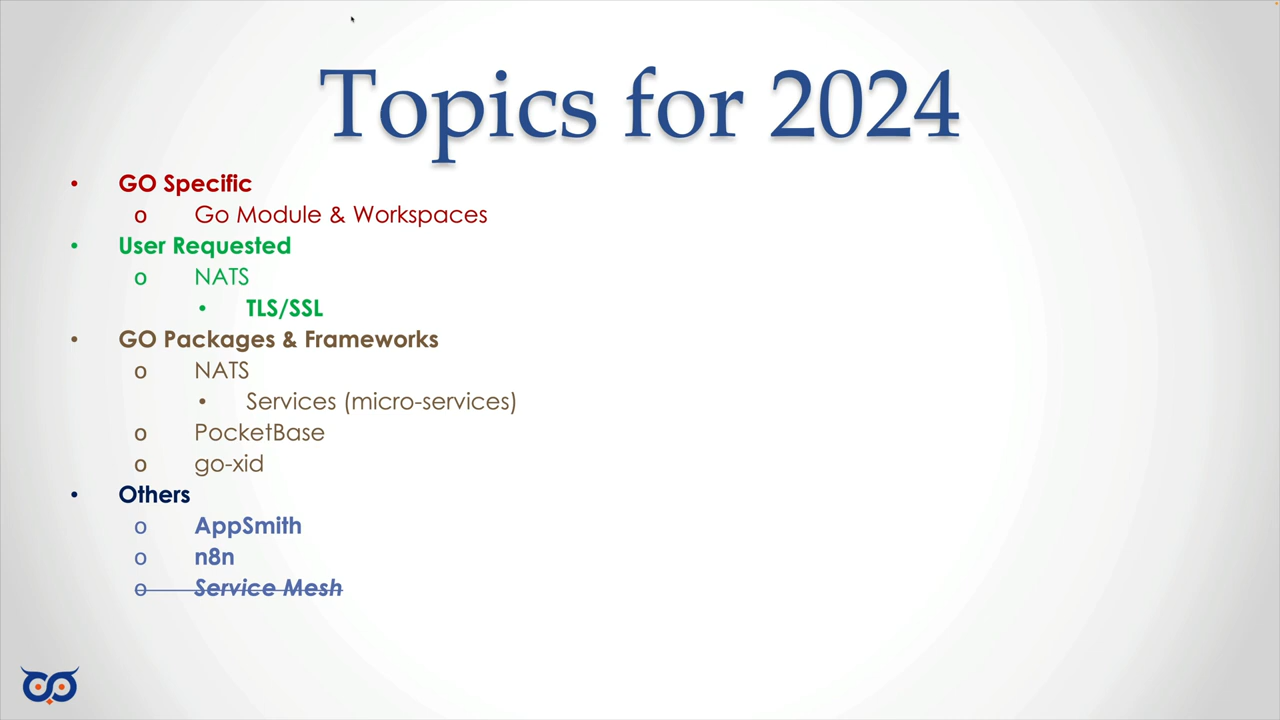 Topics for 2024
• GO Specific
o Go Module & Workspaces
• User Requested
o NATS
• TLS/SSL
• GO Packages & Frameworks
o NATS
• Services (micro-services)
o PocketBase
o go-xid
• Others
o AppSmith
o n8n
o Service Mesh